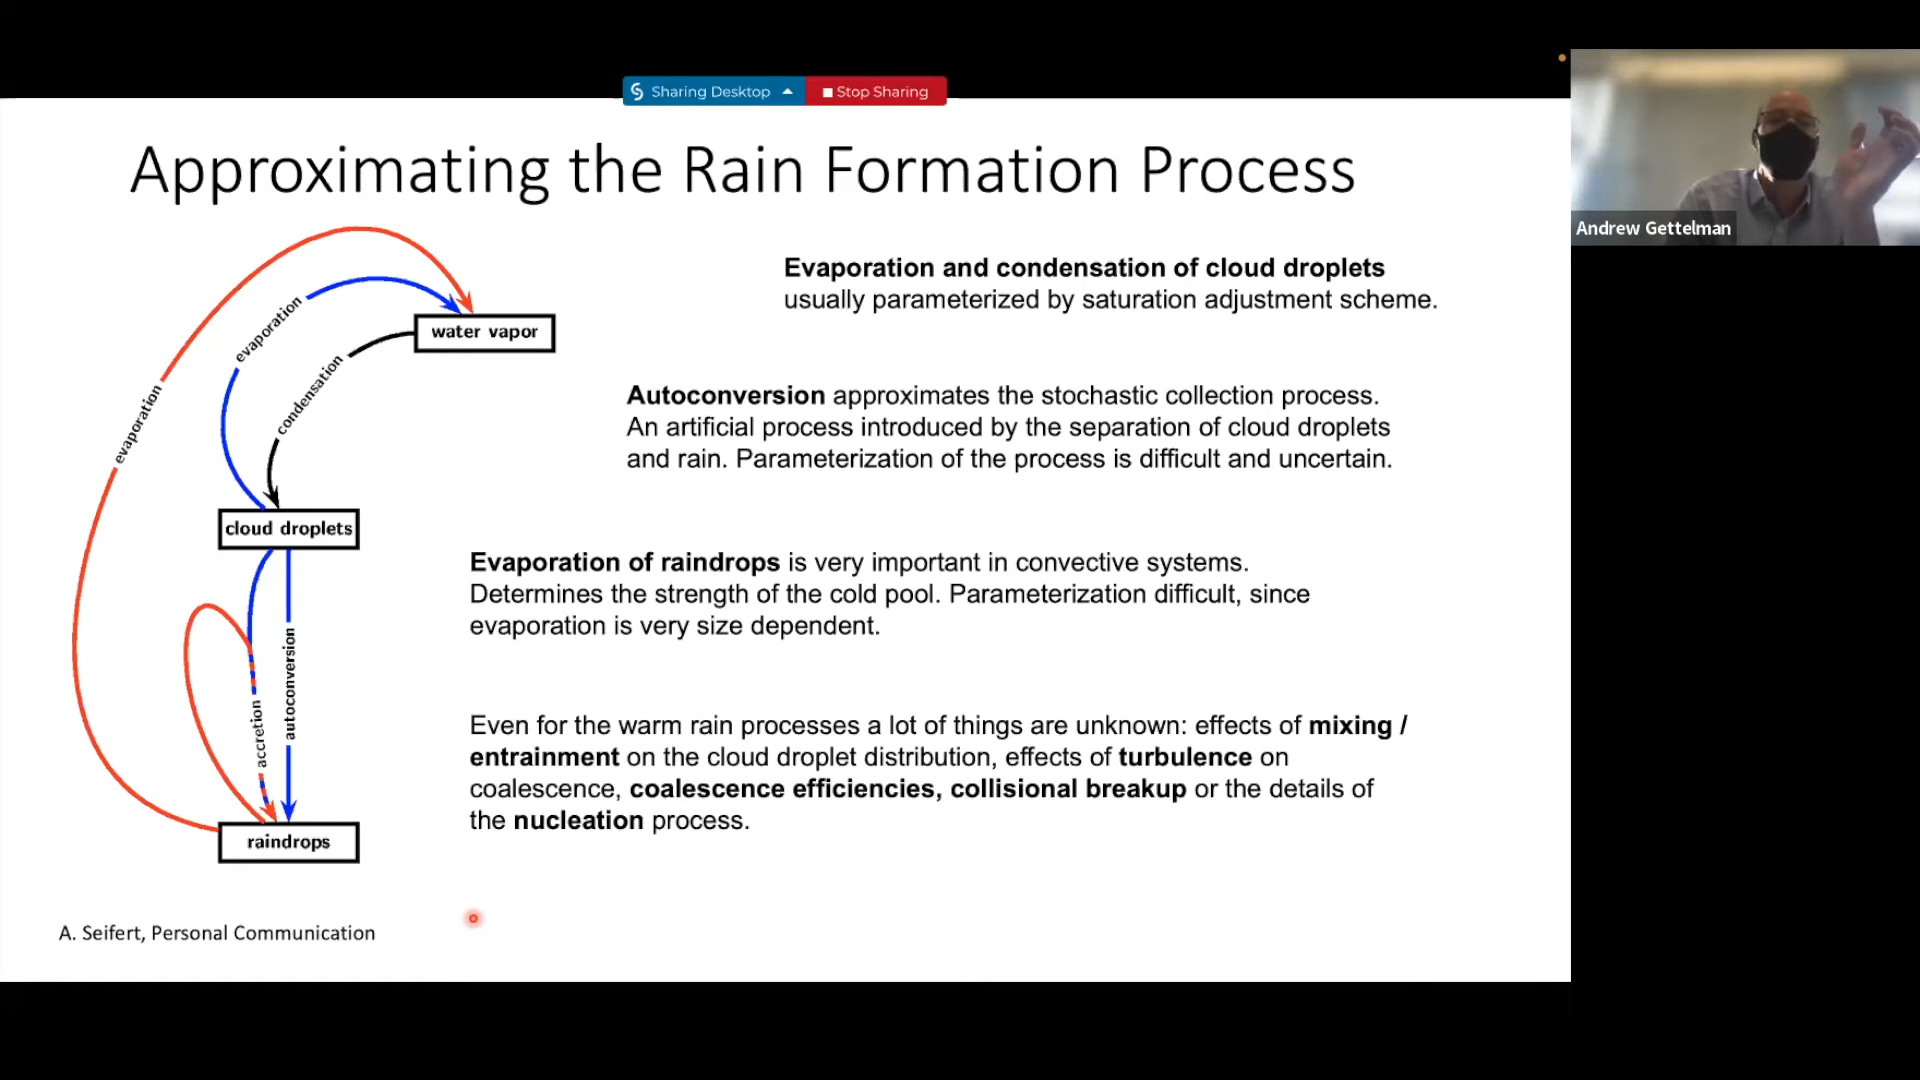 Sharing Desktop
Stop Sharing
Andrew Gettelman
Approximating the Rain Formation Process
evaporation
evaporation
condensation
water vapor
cloud droplets
accretion
autoconversion
raindrops
Evaporation and condensation of cloud droplets
usually parameterized by saturation adjustment scheme.
Autoconversion approximates the stochastic collection process.
An artificial process introduced by the separation of cloud droplets
and rain. Parameterization of the process is difficult and uncertain.
Evaporation of raindrops is very important in convective systems.
Determines the strength of the cold pool. Parameterization difficult, since
evaporation is very size dependent.
Even for the warm rain processes a lot of things are unknown: effects of mixing /
entrainment on the cloud droplet distribution, effects of turbulence on
coalescence, coalescence efficiencies, collisional breakup or the details of
the nucleation process.
A. Seifert, Personal Communication